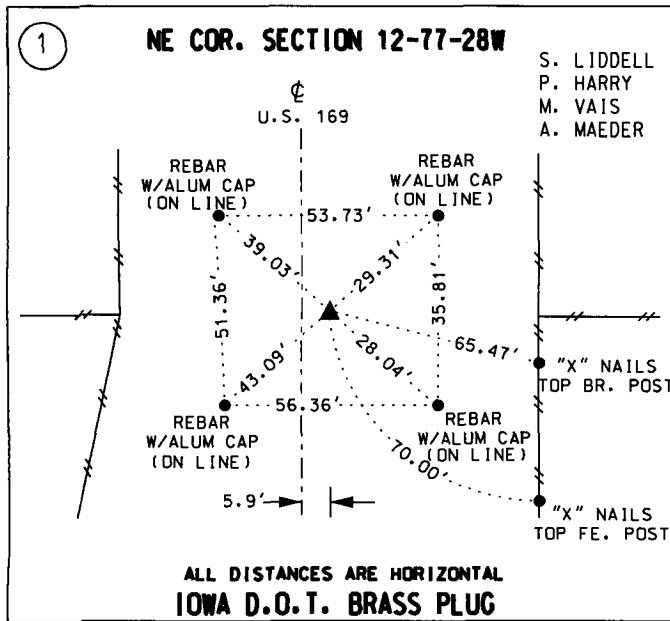 1
NE COR. SECTION 12-77-28W
S. LIDDELL
P. HARRY
M. VAIS
A. MAEDER
℄
U.S. 169
REBAR
W/ALUM CAP
(ON LINE)
REBAR
W/ALUM CAP
(ON LINE)
53.73'
39.03'
29.31'
51.36'
35.81'
65.47'
43.09'
28.04'
"X" NAILS
TOP BR. POST
56.36'
REBAR
W/ALUM CAP
(ON LINE)
REBAR
W/ALUM CAP
(ON LINE)
70.00'
5.9'
"X" NAILS
TOP FE. POST
ALL DISTANCES ARE HORIZONTAL
IOWA D.O.T. BRASS PLUG